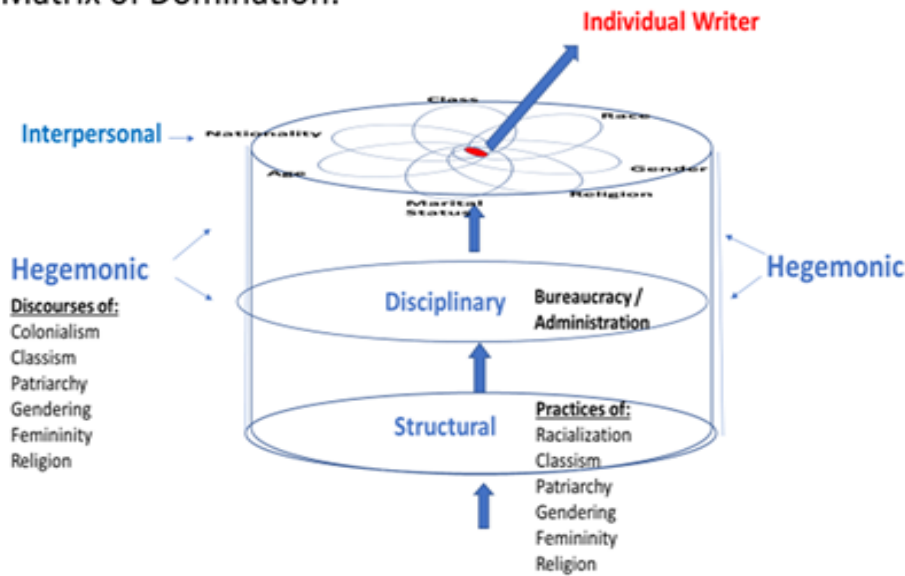 Matrix of Domination.
Individual Writer
Class
Race
Interpersonal
Nationality
Age
Gender
Religion
Marital
Status
Hegemonic
Discourses of:
Colonialism
Classism
Patriarchy
Gendering
Femininity
Religion
Hegemonic
Disciplinary
Bureaucracy /
Administration
Structural
Practices of:
Racialization
Classism
Patriarchy
Gendering
Femininity
Religion